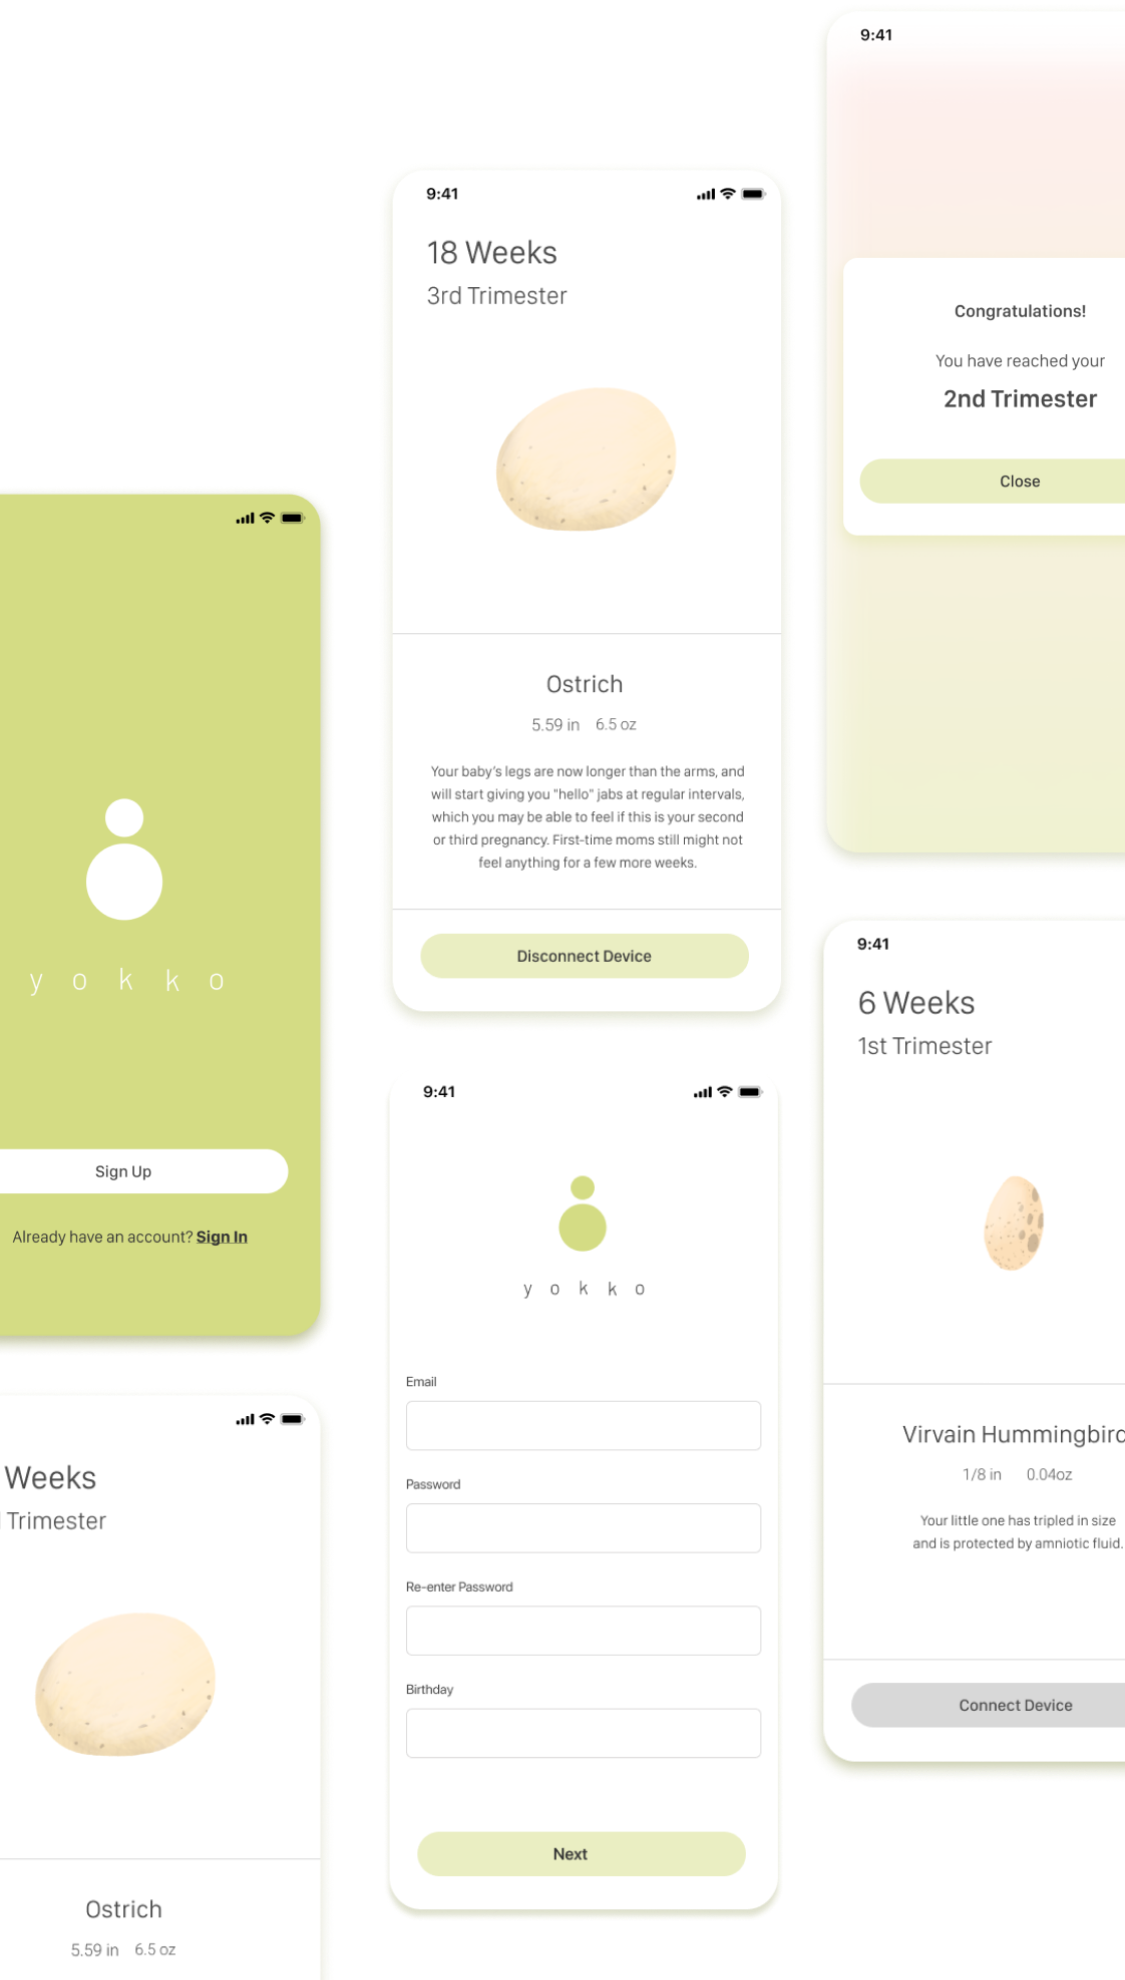 9:41
Congratulations!
You have reached your
2nd Trimester
Close
9:41
18 Weeks
3rd Trimester
Ostrich
5.59 in 6.5 oz
Your baby's legs are now longer than the arms, and
will start giving you "hello" jabs at regular intervals,
which you may be able to feel if this is your second
or third pregnancy. First-time moms still might not
feel anything for a few more weeks.
Disconnect Device
yokko
Sign Up
Already have an account? Sign In
9:41
6 Weeks
1st Trimester
Virvain Hummingbird
1/8 in 0.04oz
Your little one has tripled in size
and is protected by amniotic fluid.
Connect Device
9:41
yokko
Email
Password
Re-enter Password
Birthday
Next
Weeks
Trimester
Ostrich
5.59 in 6.5 oz